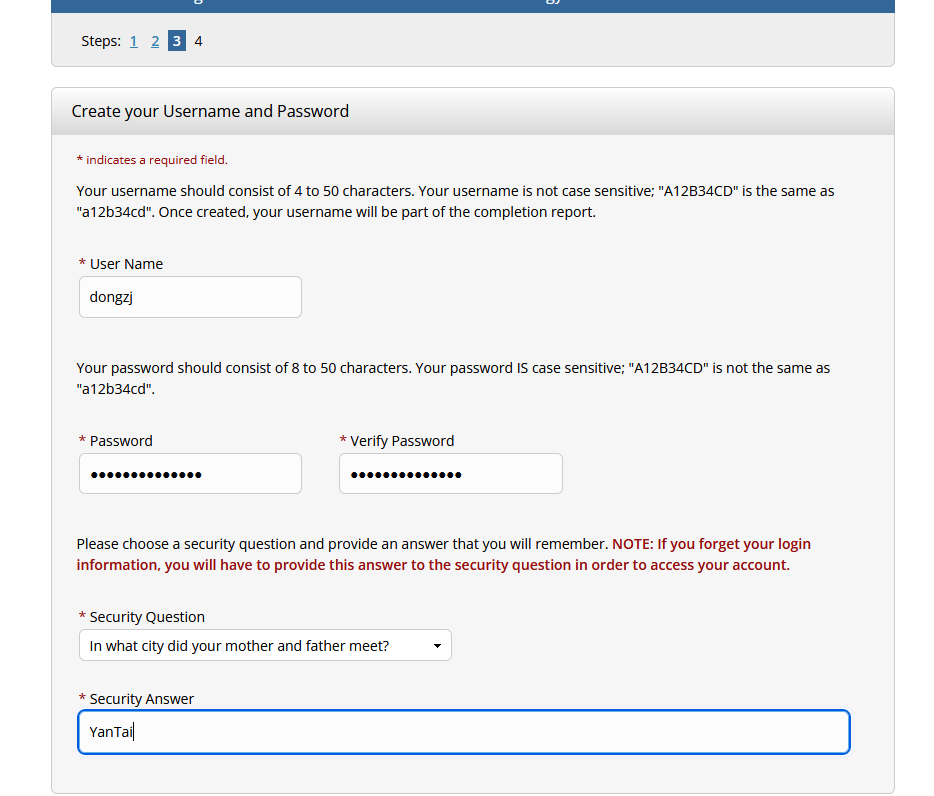 Steps: 1 2 3 4
Create your Username and Password
* indicates a required field.
Your username should consist of 4 to 50 characters. Your username is not case sensitive; "A12B34CD" is the same as
"a12b34cd". Once created, your username will be part of the completion report.
* User Name
dongzj
Your password should consist of 8 to 50 characters. Your password IS case sensitive; "A12B34CD" is not the same as
"a12b34cd".
* Password * Verify Password
•••••••••••••• ••••••••••••••
Please choose a security question and provide an answer that you will remember. NOTE: If you forget your login
information, you will have to provide this answer to the security question in order to access your account.
* Security Question
In what city did your mother and father meet?
* Security Answer
YanTai